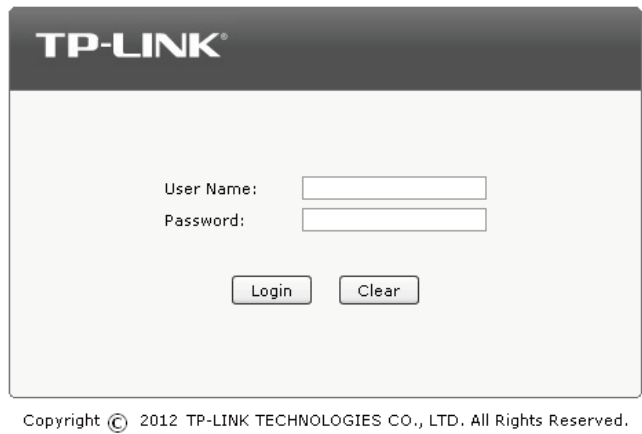 TP-LINK®
User Name:
Password:
Login Clear
Copyright © 2012 TP-LINK TECHNOLOGIES CO., LTD. All Rights Reserved.